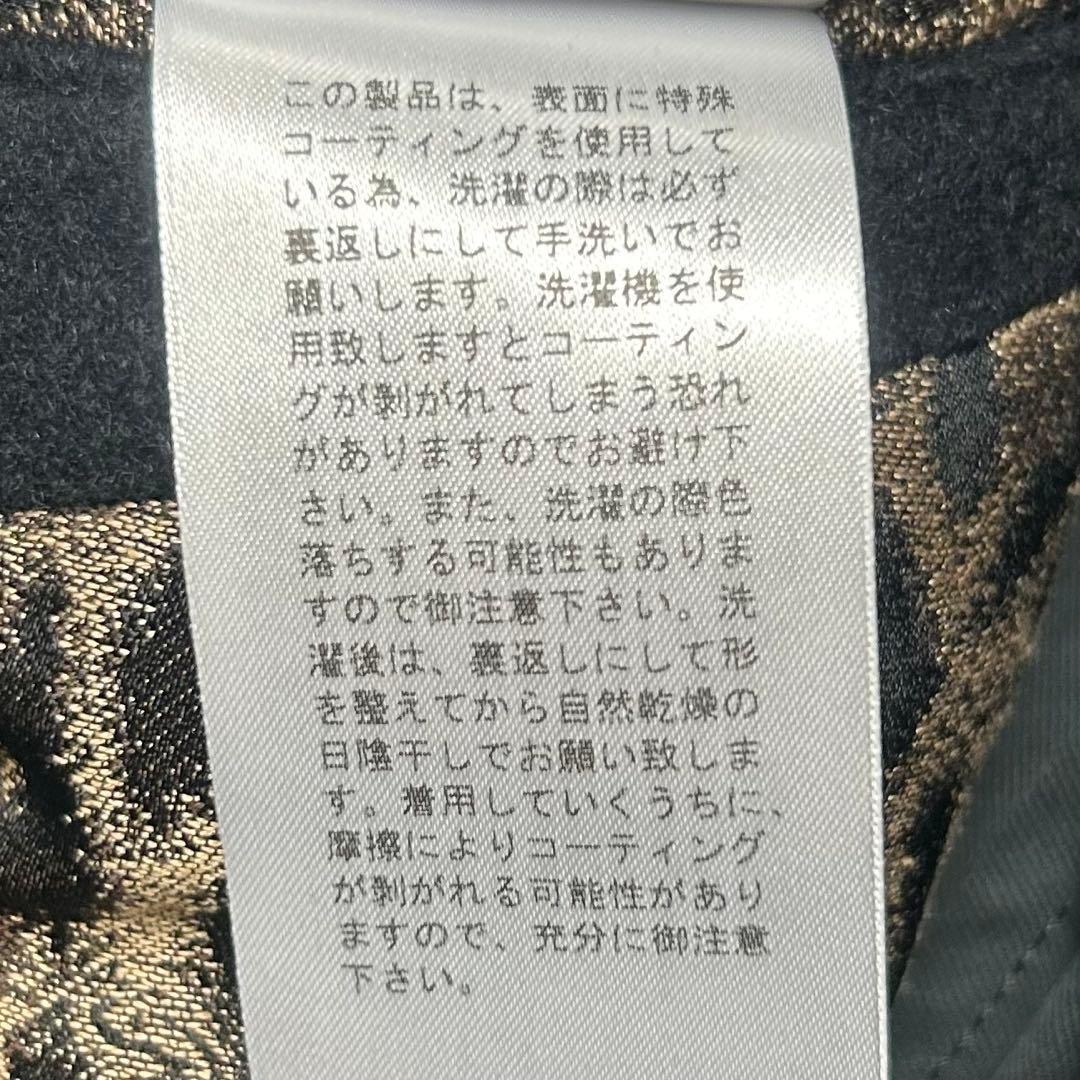 この製品は、表面に特殊
コーティングを使用して
いる為、洗濯の際は必ず
裏返しにして手洗いでお
願いします。洗濯機を使
用致しますとコーティン
グが剥がれてしまう恐れ
がありますのでお避け下
さい。また、洗濯の際色
落ちする可能性もありま
すので御注意下さい。洗
濯後は、裏返しにして形
を整えてから自然乾燥の
日陰干しでお願い致しま
す。着用していくうちに、
摩擦によりコーティング
が剥がれる可能性があり
ますので、充分に御注意
下さい。